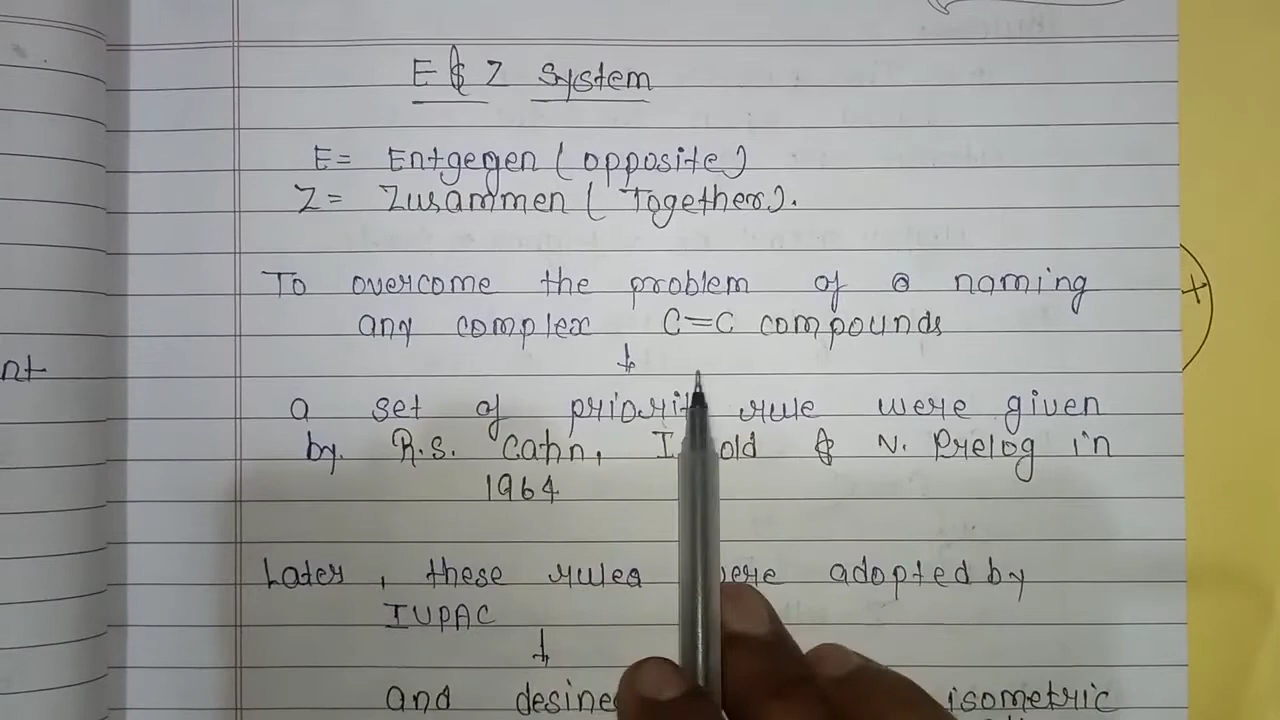 E & Z System
E = Entgegen ( opposite )
Z = Zusammen ( Together ).
To overcome the problem of a naming
any complex C=C compounds
↓
a set of rule were given
by. R.S. Cahn, & V. Prelog in
1964
nt
Later, these rules adopted by
IUPAC
↓
and isometric